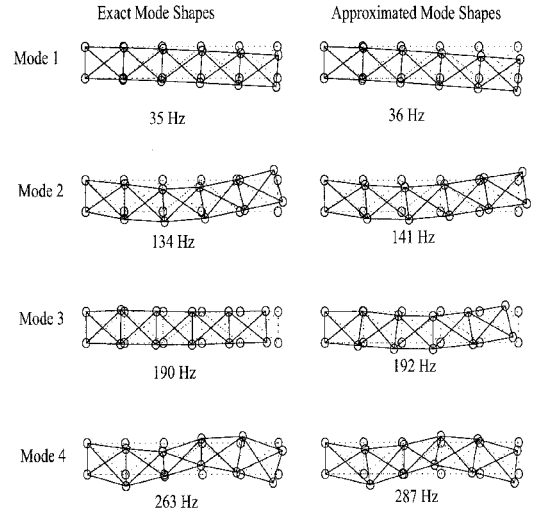 Exact Mode Shapes Approximated Mode Shapes
Mode 1
35 Hz 36 Hz
Mode 2
134 Hz 141 Hz
Mode 3
190 Hz 192 Hz
Mode 4
263 Hz 287 Hz